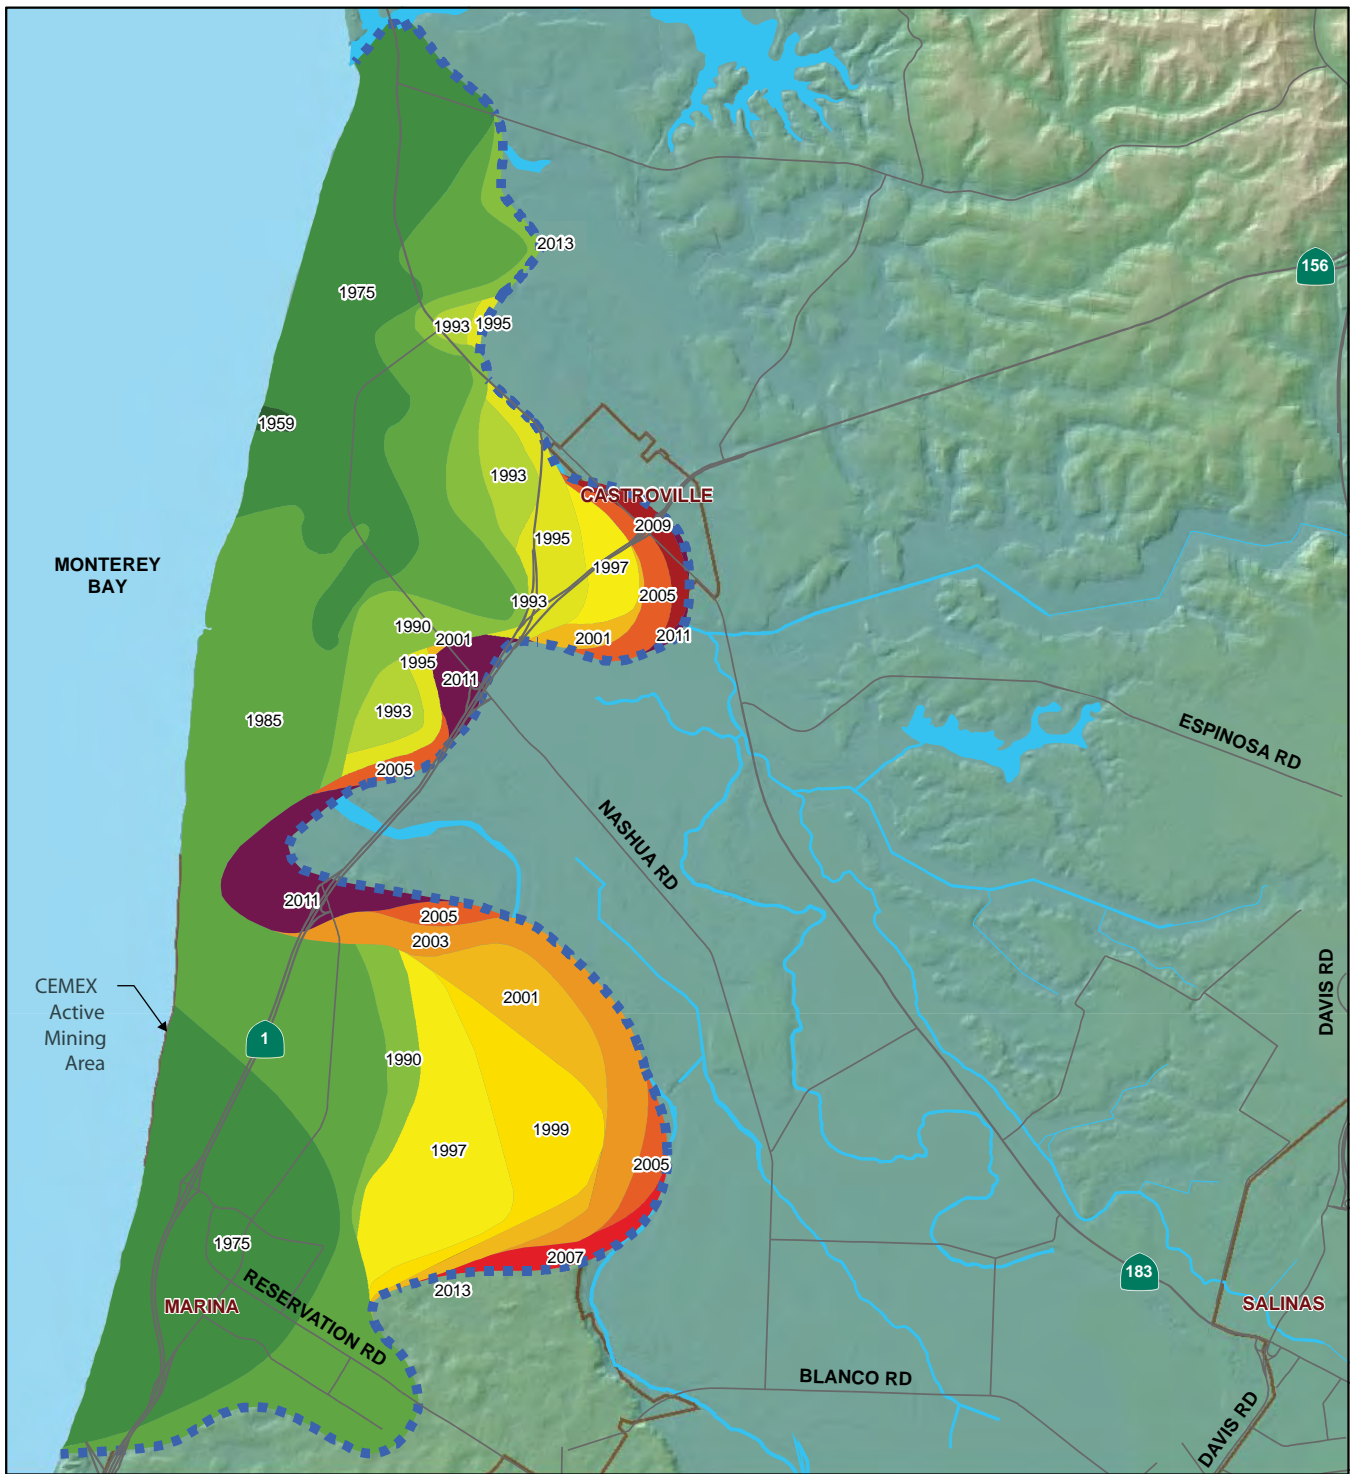 2013
156
1975
1993
1995
1959
1993
CASTROVILLE
2009
1995
1997
MONTEREY
BAY
2005
1993
1990
2001
2001
2011
1995
2011
1993
1985
ESPINOSA RD
2005
NASHUA RD
2011
2005
2003
DAVIS RD
CEMEX
Active
Mining
Area
2001
1
1990
1999
1997
2005
1975
2007
183
2013
RESERVATION RD
MARINA
SALINAS
BLANCO RD
DAVIS RD